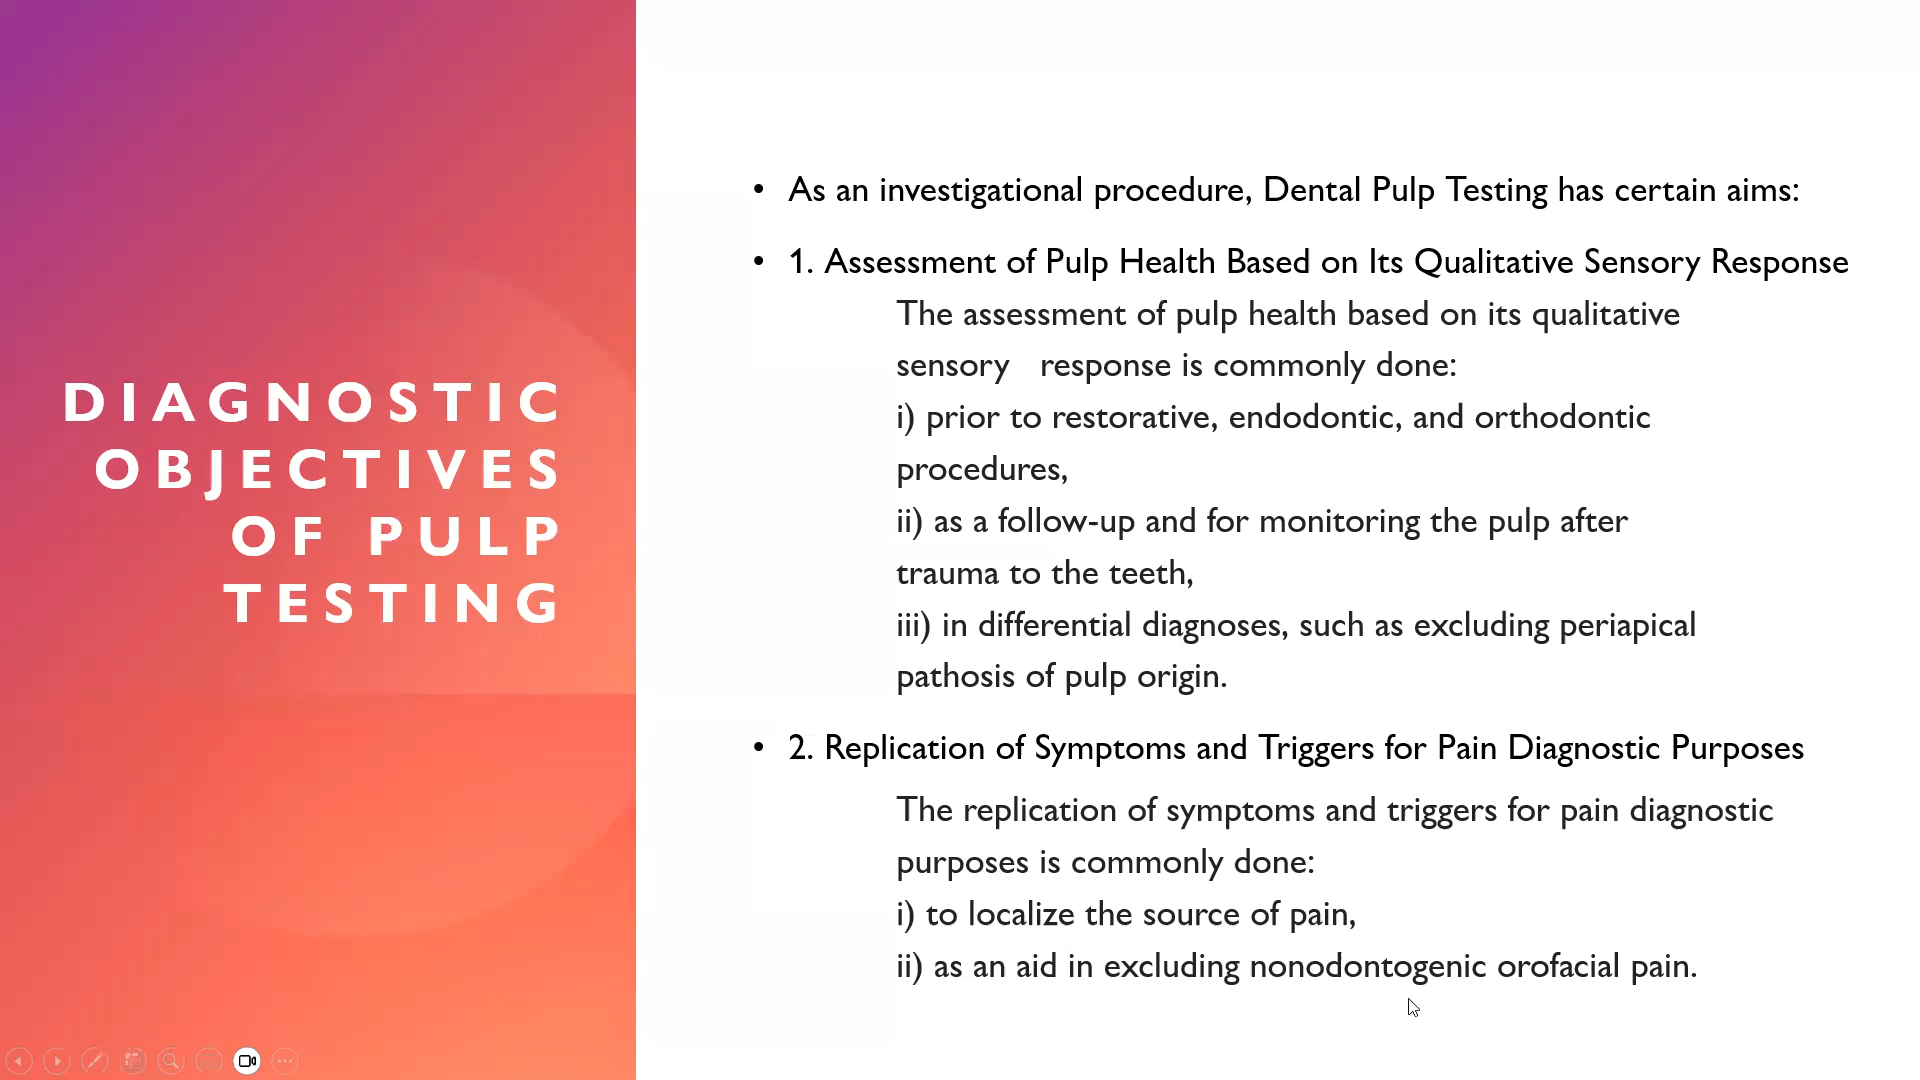 DIAGNOSTIC
OBJECTIVES
OF PULP
TESTING
• As an investigational procedure, Dental Pulp Testing has certain aims:
• 1. Assessment of Pulp Health Based on Its Qualitative Sensory Response
The assessment of pulp health based on its qualitative
sensory response is commonly done:
i) prior to restorative, endodontic, and orthodontic
procedures,
ii) as a follow-up and for monitoring the pulp after
trauma to the teeth,
iii) in differential diagnoses, such as excluding periapical
pathosis of pulp origin.
• 2. Replication of Symptoms and Triggers for Pain Diagnostic Purposes
The replication of symptoms and triggers for pain diagnostic
purposes is commonly done:
i) to localize the source of pain,
ii) as an aid in excluding nonodontogenic orofacial pain.